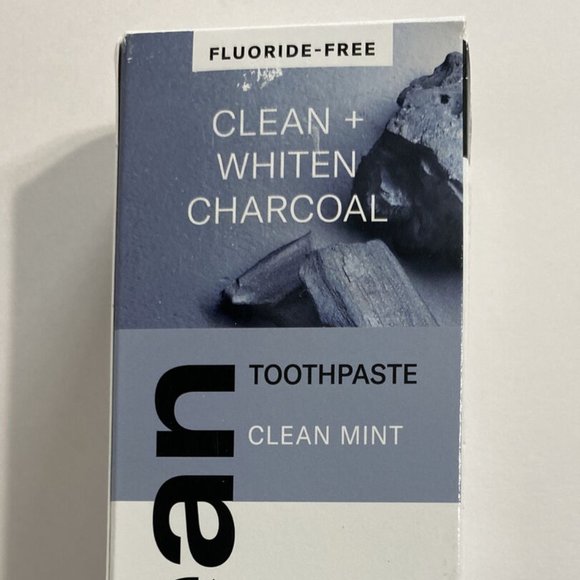 FLUORIDE-FREE
CLEAN +
WHITEN
CHARCOAL
TOOTHPASTE
CLEAN MINT